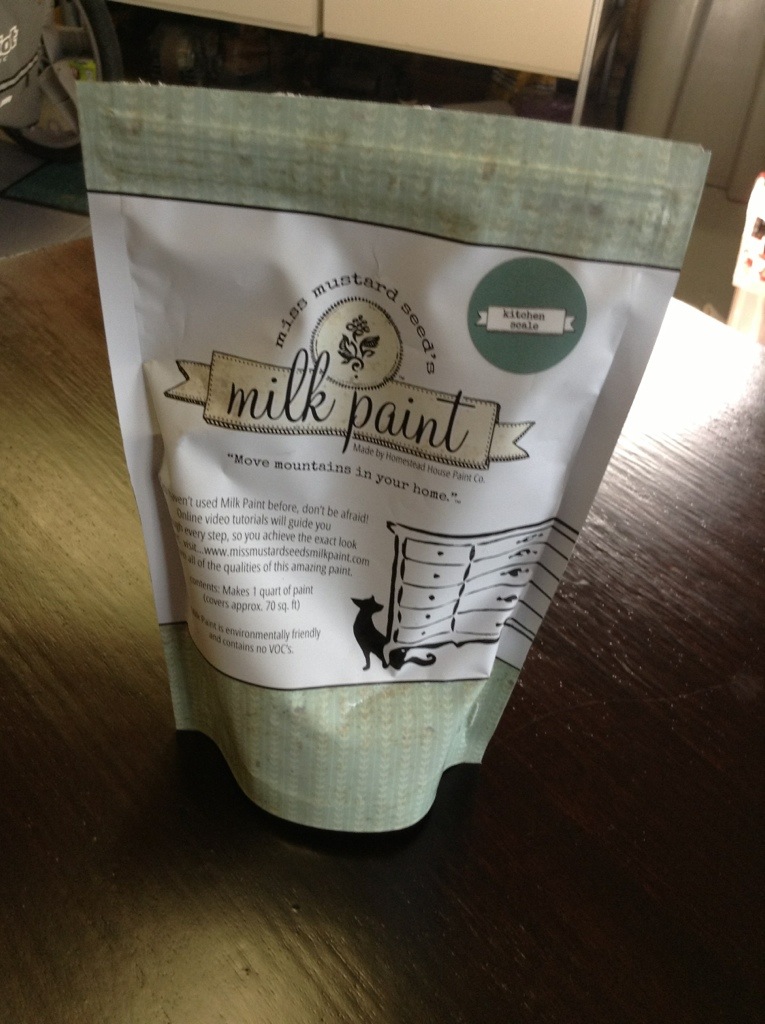 miss mustard seed's
kitchen
scale
milk paint
Made by Homestead House Paint Co.
"Move mountains in your home."™
used Milk Paint before, don't be afraid!
Online video tutorials will guide you
every step, so you achieve the exact look
visit...www.missmustardseedsmilkpaint.com
all of the qualities of this amazing paint.
contents: Makes 1 quart of paint
(covers approx. 70 sq. ft)
Paint is environmentally friendly
and contains no VOC's.